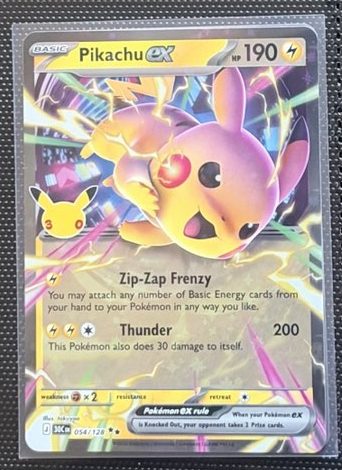 BASIC Pikachu ex HP 190
30
Zip-Zap Frenzy
You may attach any number of Basic Energy cards from
your hand to your Pokémon in any way you like.
Thunder 200
This Pokémon also does 30 damage to itself.
weakness ×2 resistance retreat
Pokémon ex rule When your Pokémon ex
is Knocked Out, your opponent takes 2 Prize cards.
Illus.
J 30C EN 054/128 ★★